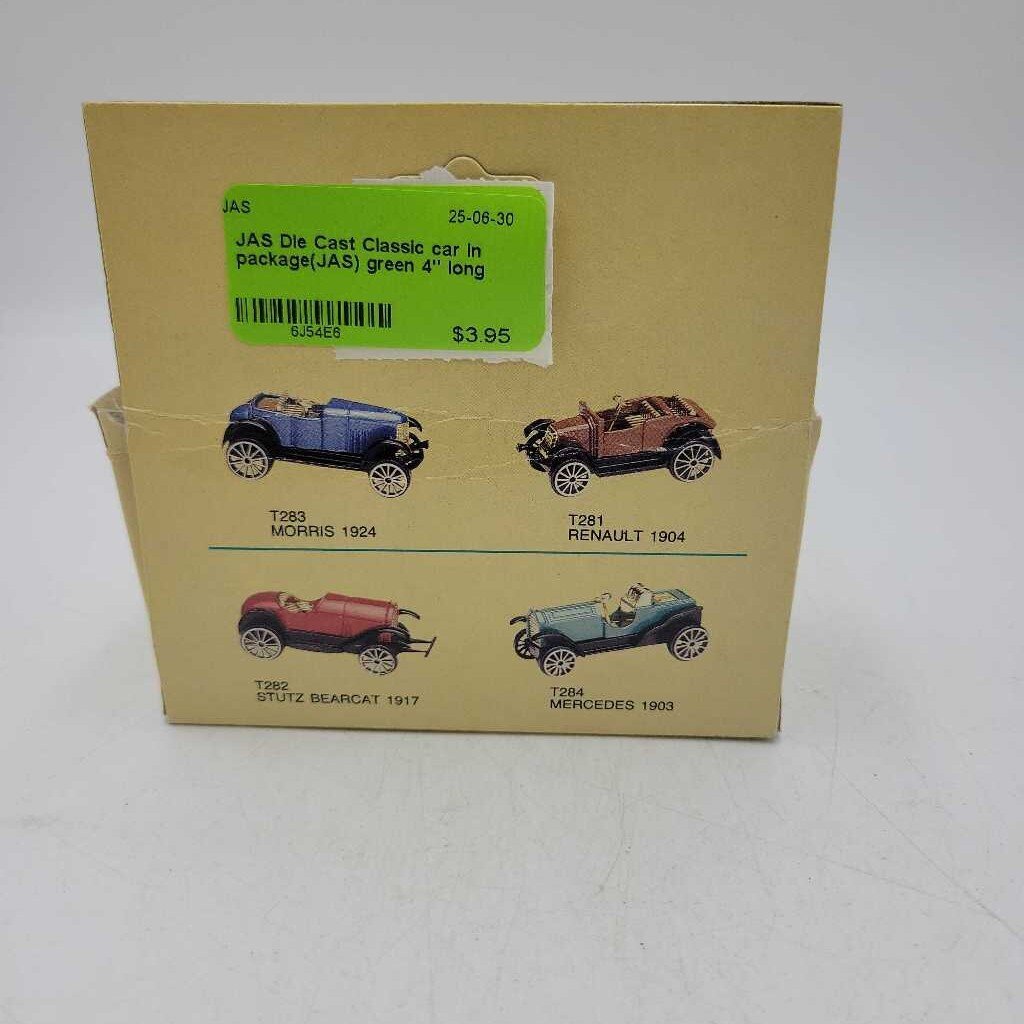 JAS 25-06-30
JAS Die Cast Classic car in
package(JAS) green 4" long
6J54E6
$3.95
T283
MORRIS 1924
T281
RENAULT 1904
T282
STUTZ BEARCAT 1917
T284
MERCEDES 1903